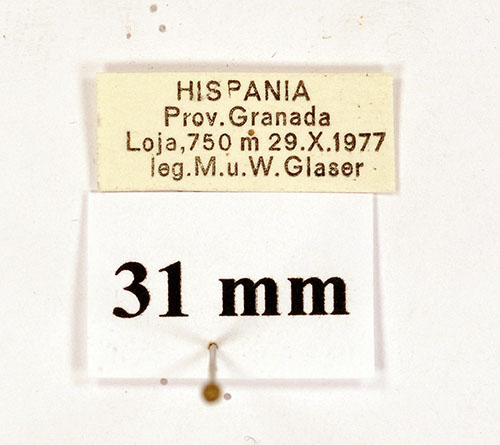 HISPANIA
Prov.Granada
Loja,750 m 29.X.1977
leg.M.u.W.Glaser
31 mm